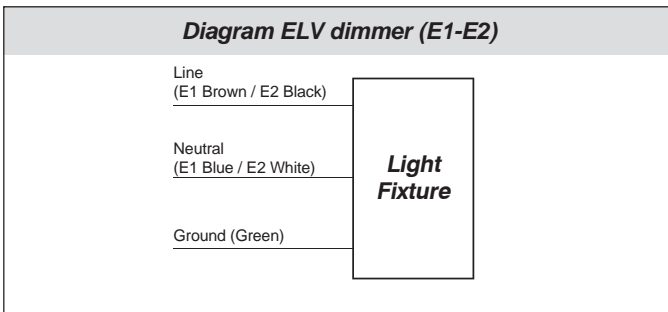 Diagram ELV dimmer (E1-E2)
Line
(E1 Brown / E2 Black)
Neutral
(E1 Blue / E2 White)
Light
Fixture
Ground (Green)